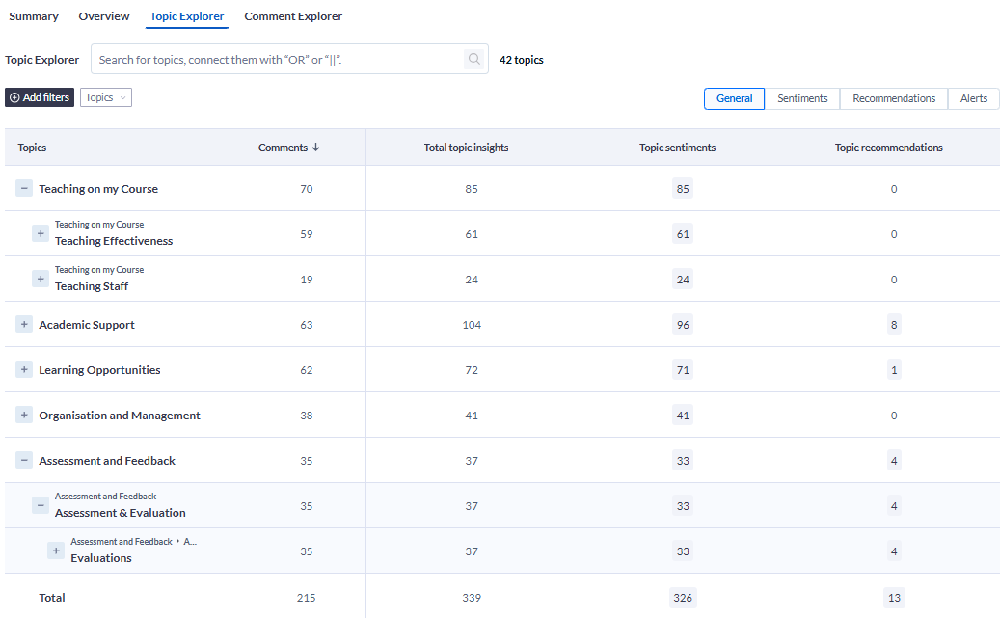 Summary Overview Topic Explorer Comment Explorer
Topic Explorer Search for topics, connect them with “OR” or “||”. 42 topics
Add filters Topics General Sentiments Recommendations Alerts
Topics Comments ↓ Total topic insights Topic sentiments Topic recommendations
− Teaching on my Course 70 85 85 0
Teaching on my Course
+ Teaching Effectiveness 59 61 61 0
Teaching on my Course
+ Teaching Staff 19 24 24 0
+ Academic Support 63 104 96 8
+ Learning Opportunities 62 72 71 1
+ Organisation and Management 38 41 41 0
− Assessment and Feedback 35 37 33 4
Assessment and Feedback
− Assessment & Evaluation 35 37 33 4
Assessment and Feedback ‣ A...
+ Evaluations 35 37 33 4
Total 215 339 326 13